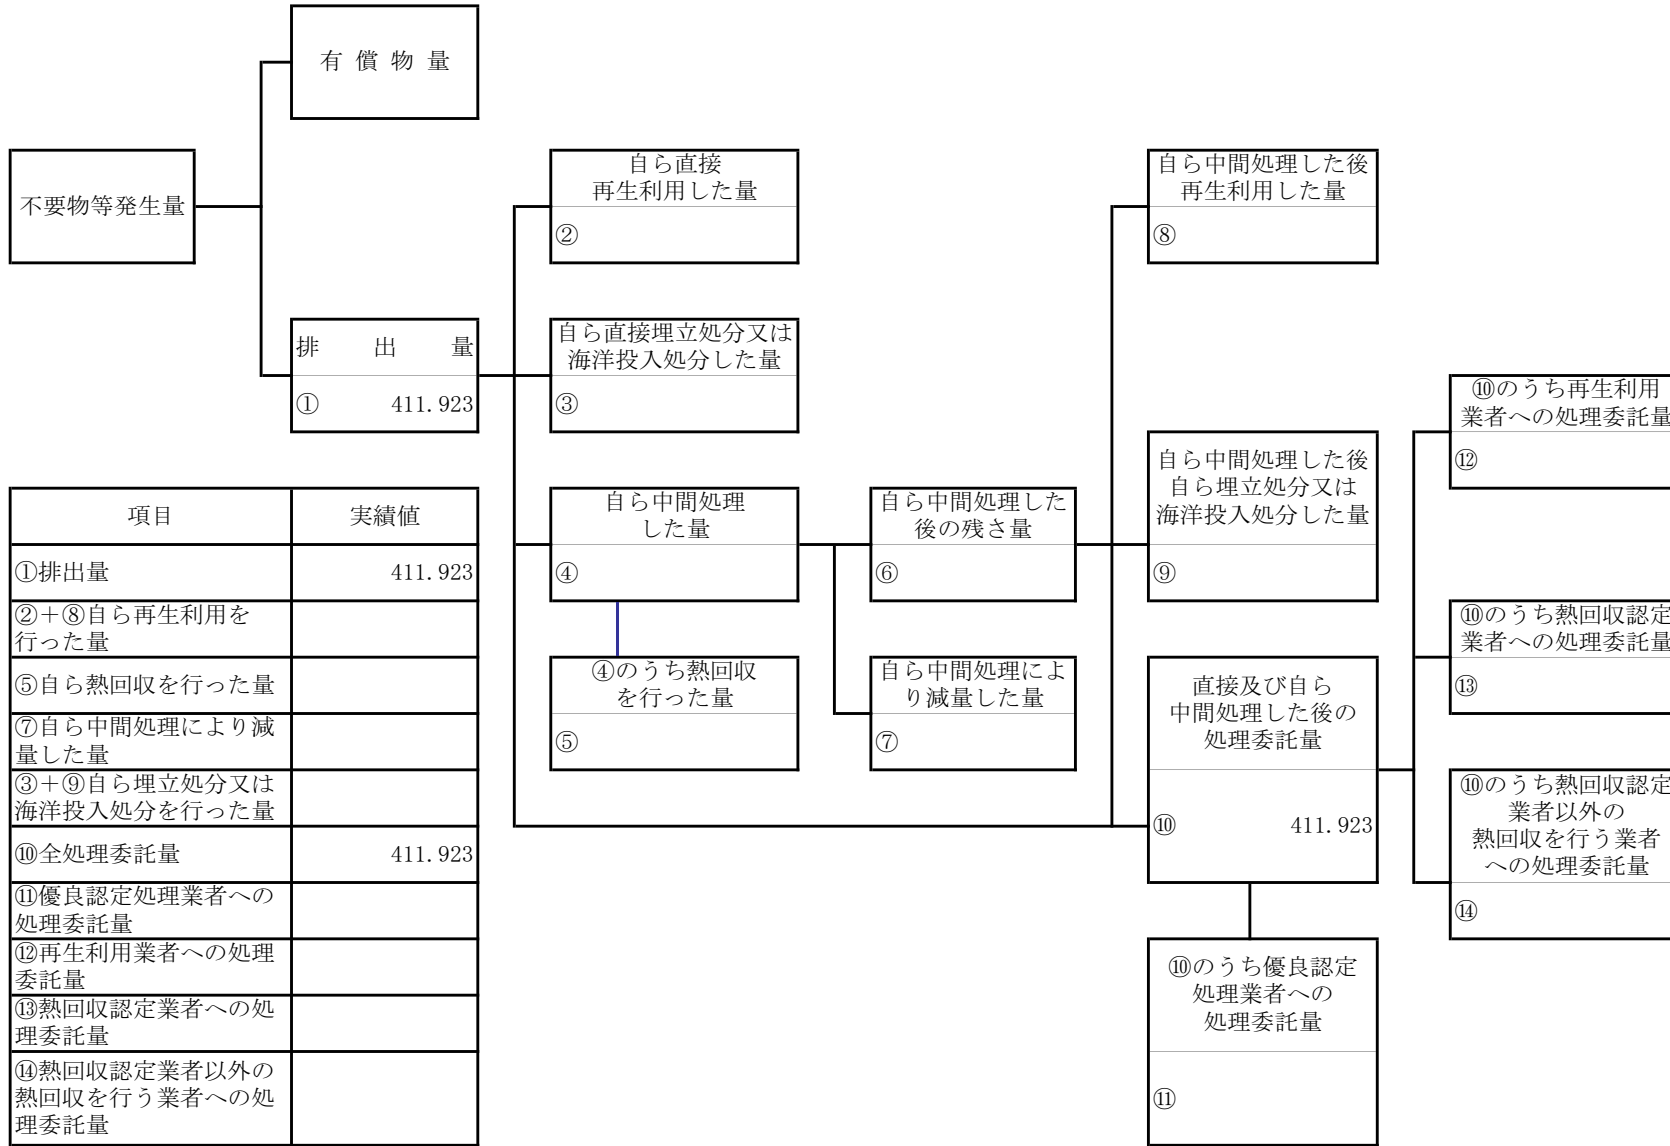 有償物量
不要物等発生量
自ら直接
再生利用した量
②
自ら中間処理した後
再生利用した量
⑧
排出量
① 411.923
自ら直接埋立処分又は
海洋投入処分した量
③
⑩のうち再生利用
業者への処理委託量
⑫
自ら中間処理
した量
④
自ら中間処理した
後の残さ量
⑥
自ら中間処理した後
自ら埋立処分又は
海洋投入処分した量
⑨
④のうち熱回収
を行った量
⑤
自ら中間処理によ
り減量した量
⑦
直接及び自ら
中間処理した後の
処理委託量
⑩ 411.923
⑩のうち熱回収認定
業者への処理委託量
⑬
⑩のうち熱回収認定
業者以外の
熱回収を行う業者
への処理委託量
⑭
⑩のうち優良認定
処理業者への
処理委託量
⑪
項目 実績値
①排出量 411.923
②+⑧自ら再生利用を
行った量
⑤自ら熱回収を行った量
⑦自ら中間処理により減
量した量
③+⑨自ら埋立処分又は
海洋投入処分を行った量
⑩全処理委託量 411.923
⑪優良認定処理業者への
処理委託量
⑫再生利用業者への処理
委託量
⑬熱回収認定業者への処
理委託量
⑭熱回収認定業者以外の
熱回収を行う業者への処
理委託量